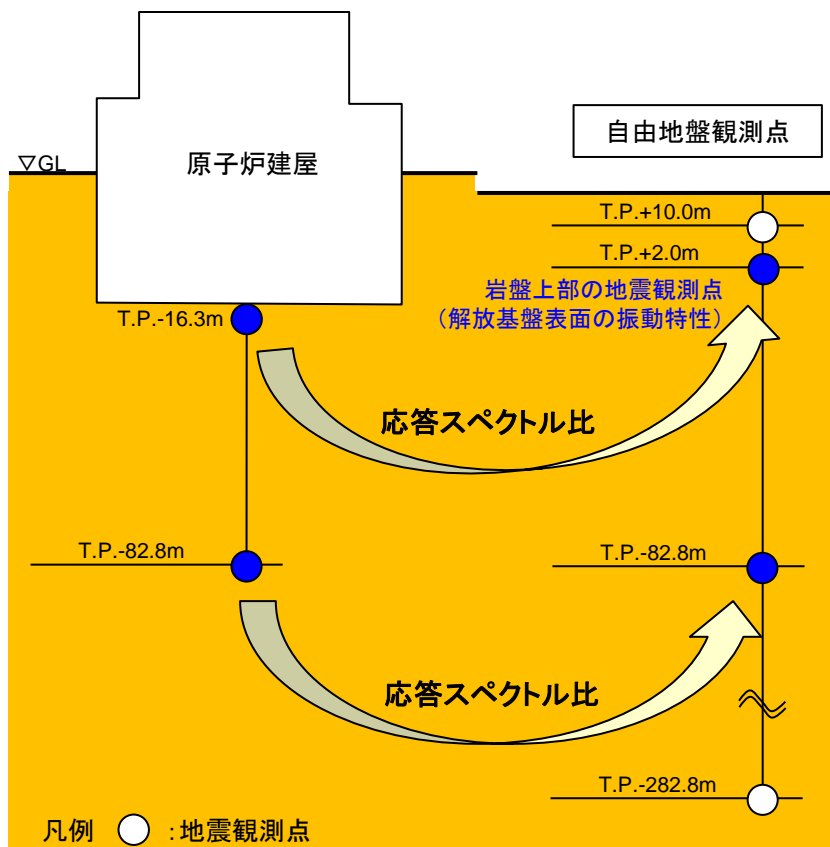 自由地盤観測点
原子炉建屋
▽GL
T.P.+10.0m
T.P.+2.0m
岩盤上部の地震観測点
（解放基盤表面の振動特性）
T.P.-16.3m
応答スペクトル比
T.P.-82.8m
T.P.-82.8m
応答スペクトル比
T.P.-282.8m
凡例 ○ ：地震観測点